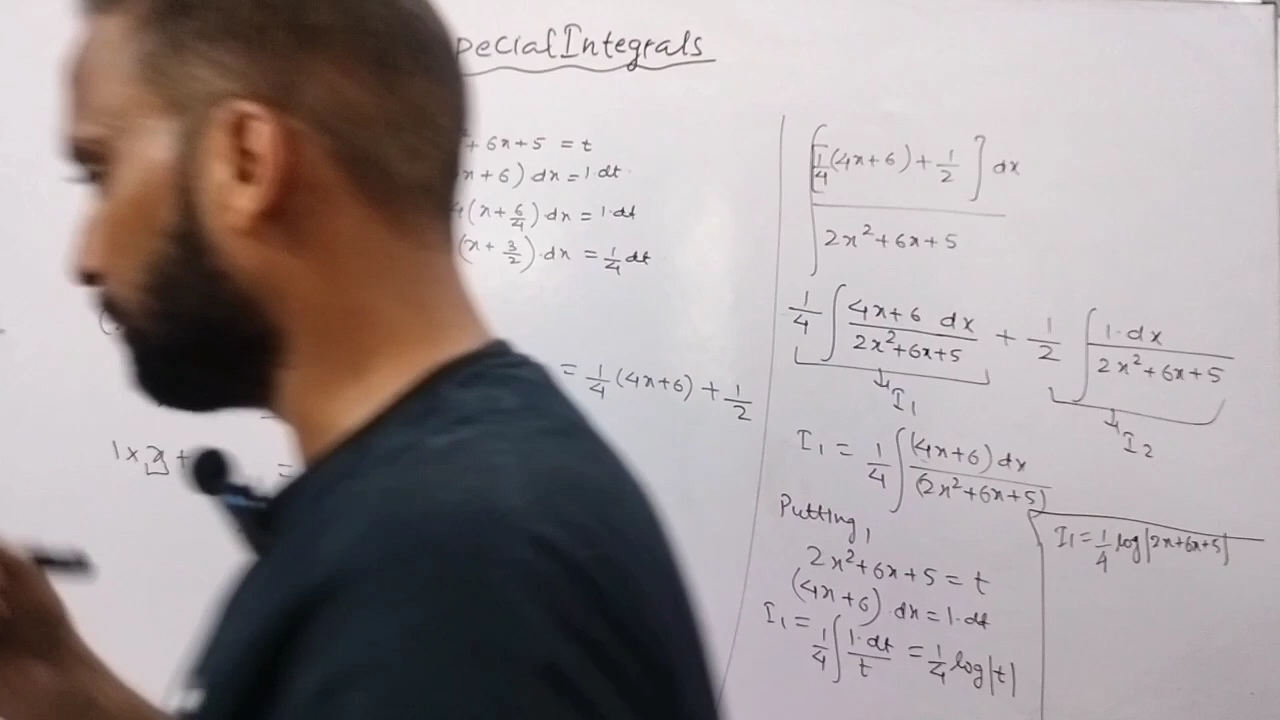 pecial Integrals
+ 6x + 5 = t
x + 6) dx = 1·dt
(x + 6/4) dx = 1·dt
(x + 3/2)·dx = 1/4 dt
= 1/4 (4x+6) + 1/2
1 × x +
=
∫ [1/4 (4x+6) + 1/2] dx
2x² + 6x + 5
1/4 ∫ (4x+6 dx)/(2x²+6x+5) + 1/2 ∫ (1·dx)/(2x²+6x+5)
I₁
I₂
I₁ = 1/4 ∫ (4x+6) dx/(2x²+6x+5)
Putting,
2x²+6x+5 = t
(4x+6)·dx = 1·dt
I₁ = 1/4 ∫ 1·dt/t = 1/4 log|t|
I₁ = 1/4 log|2x+6x+5|